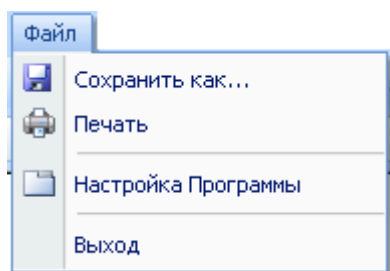 Файл
Сохранить как...
Печать
Настройка Программы
Выход